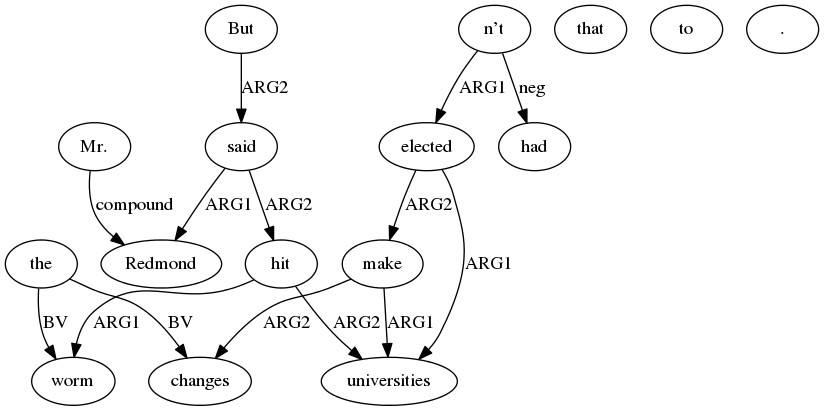 But n't that to .
ARG2 ARG1 neg
Mr. said elected had
compound ARG1 ARG2 ARG2
the Redmond hit make ARG1
BV ARG1 BV ARG2 ARG2 ARG1
worm changes universities